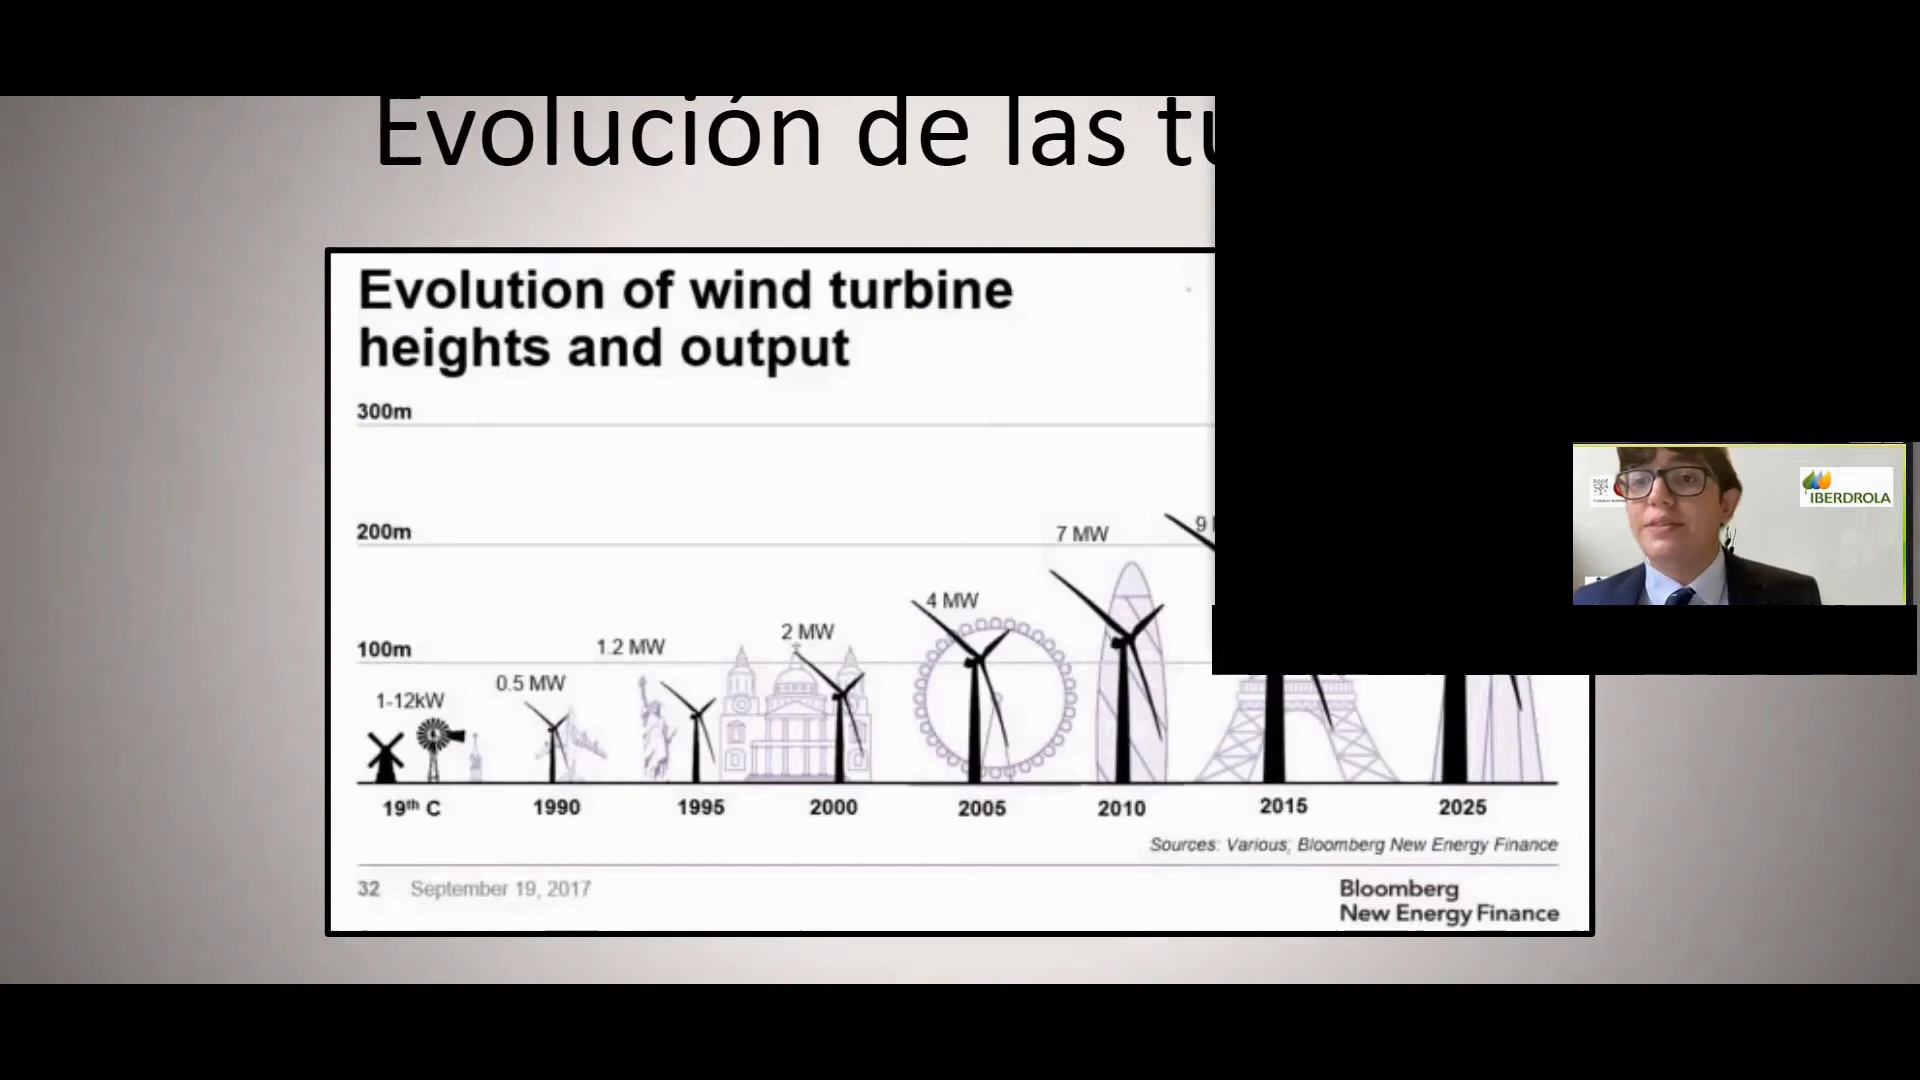 Evolución de las
Evolution of wind turbine
heights and output
300m
200m
100m
9
7 MW
4 MW
2 MW
1.2 MW
0.5 MW
1-12kW
19th C 1990 1995 2000 2005 2010 2015 2025
Sources: Various; Bloomberg New Energy Finance
32 September 19, 2017
Bloomberg
New Energy Finance
IBERDROLA